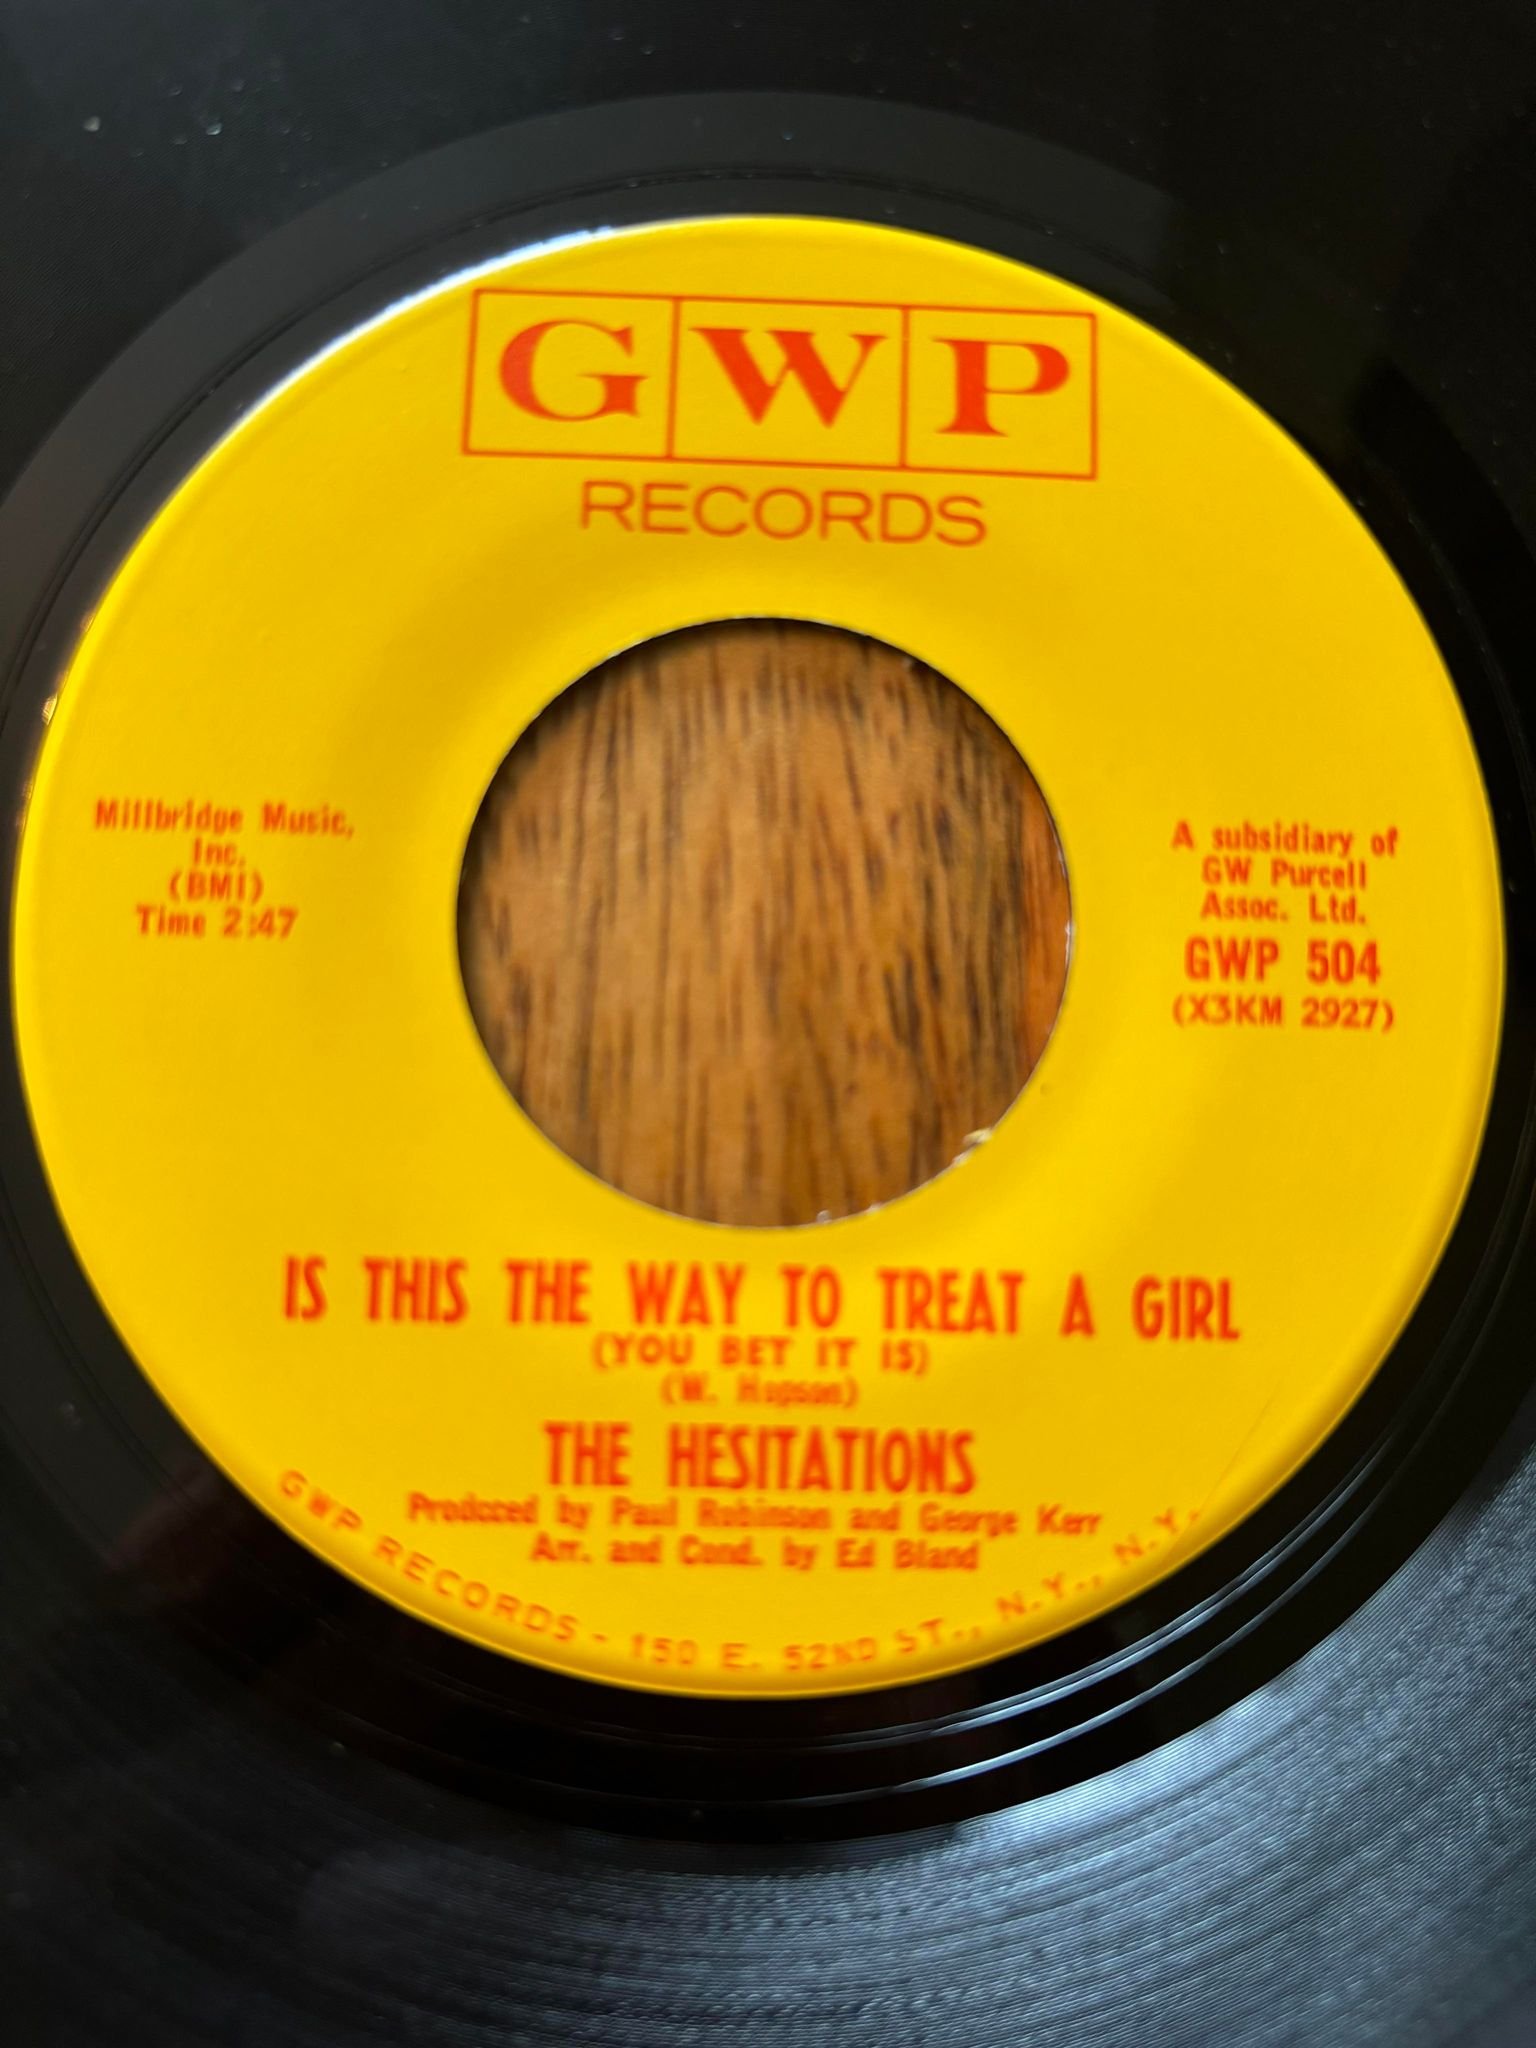 GWP
RECORDS
Millbridge Music,
Inc.
(BMI)
Time 2:47
A subsidiary of
GW Purcell
Assoc. Ltd.
GWP 504
(X3KM 2927)
IS THIS THE WAY TO TREAT A GIRL
(YOU BET IT IS)
(W. Hopson)
THE HESITATIONS
Produced by Paul Robinson and George Kerr
Arr. and Cond. by Ed Bland
GWP RECORDS - 150 E. 52ND ST., N.Y., N.Y.